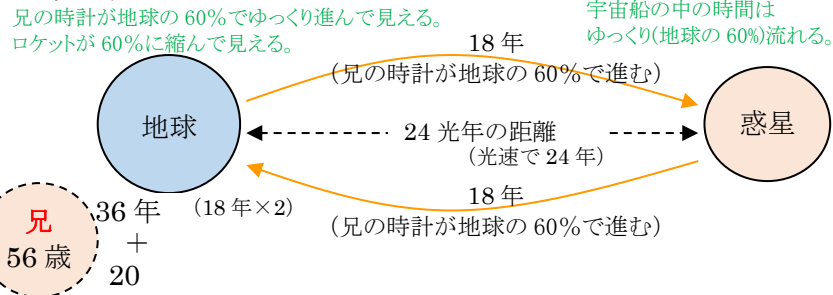 兄の時計が地球の 60％でゆっくり進んで見える。
ロケットが 60％に縮んで見える。
宇宙船の中の時間は
ゆっくり(地球の 60%)流れる。
18 年
(兄の時計が地球の 60％で進む)
地球
24 光年の距離
(光速で 24 年)
惑星
18 年
(兄の時計が地球の 60％で進む)
兄
56 歳
36 年
(18 年×2)
＋
20